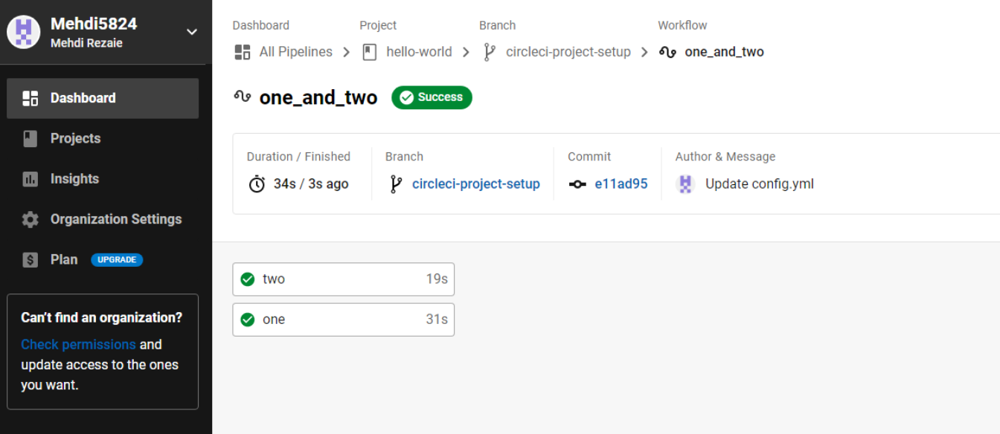 Mehdi5824
Mehdi Rezaie
Dashboard
Projects
Insights
Organization Settings
Plan UPGRADE
Can't find an organization?
Check permissions and
update access to the ones
you want.
Dashboard Project Branch Workflow
All Pipelines hello-world circleci-project-setup one_and_two
one_and_two Success
Duration / Finished Branch Commit Author & Message
34s / 3s ago circleci-project-setup e11ad95 Update config.yml
two 19s
one 31s